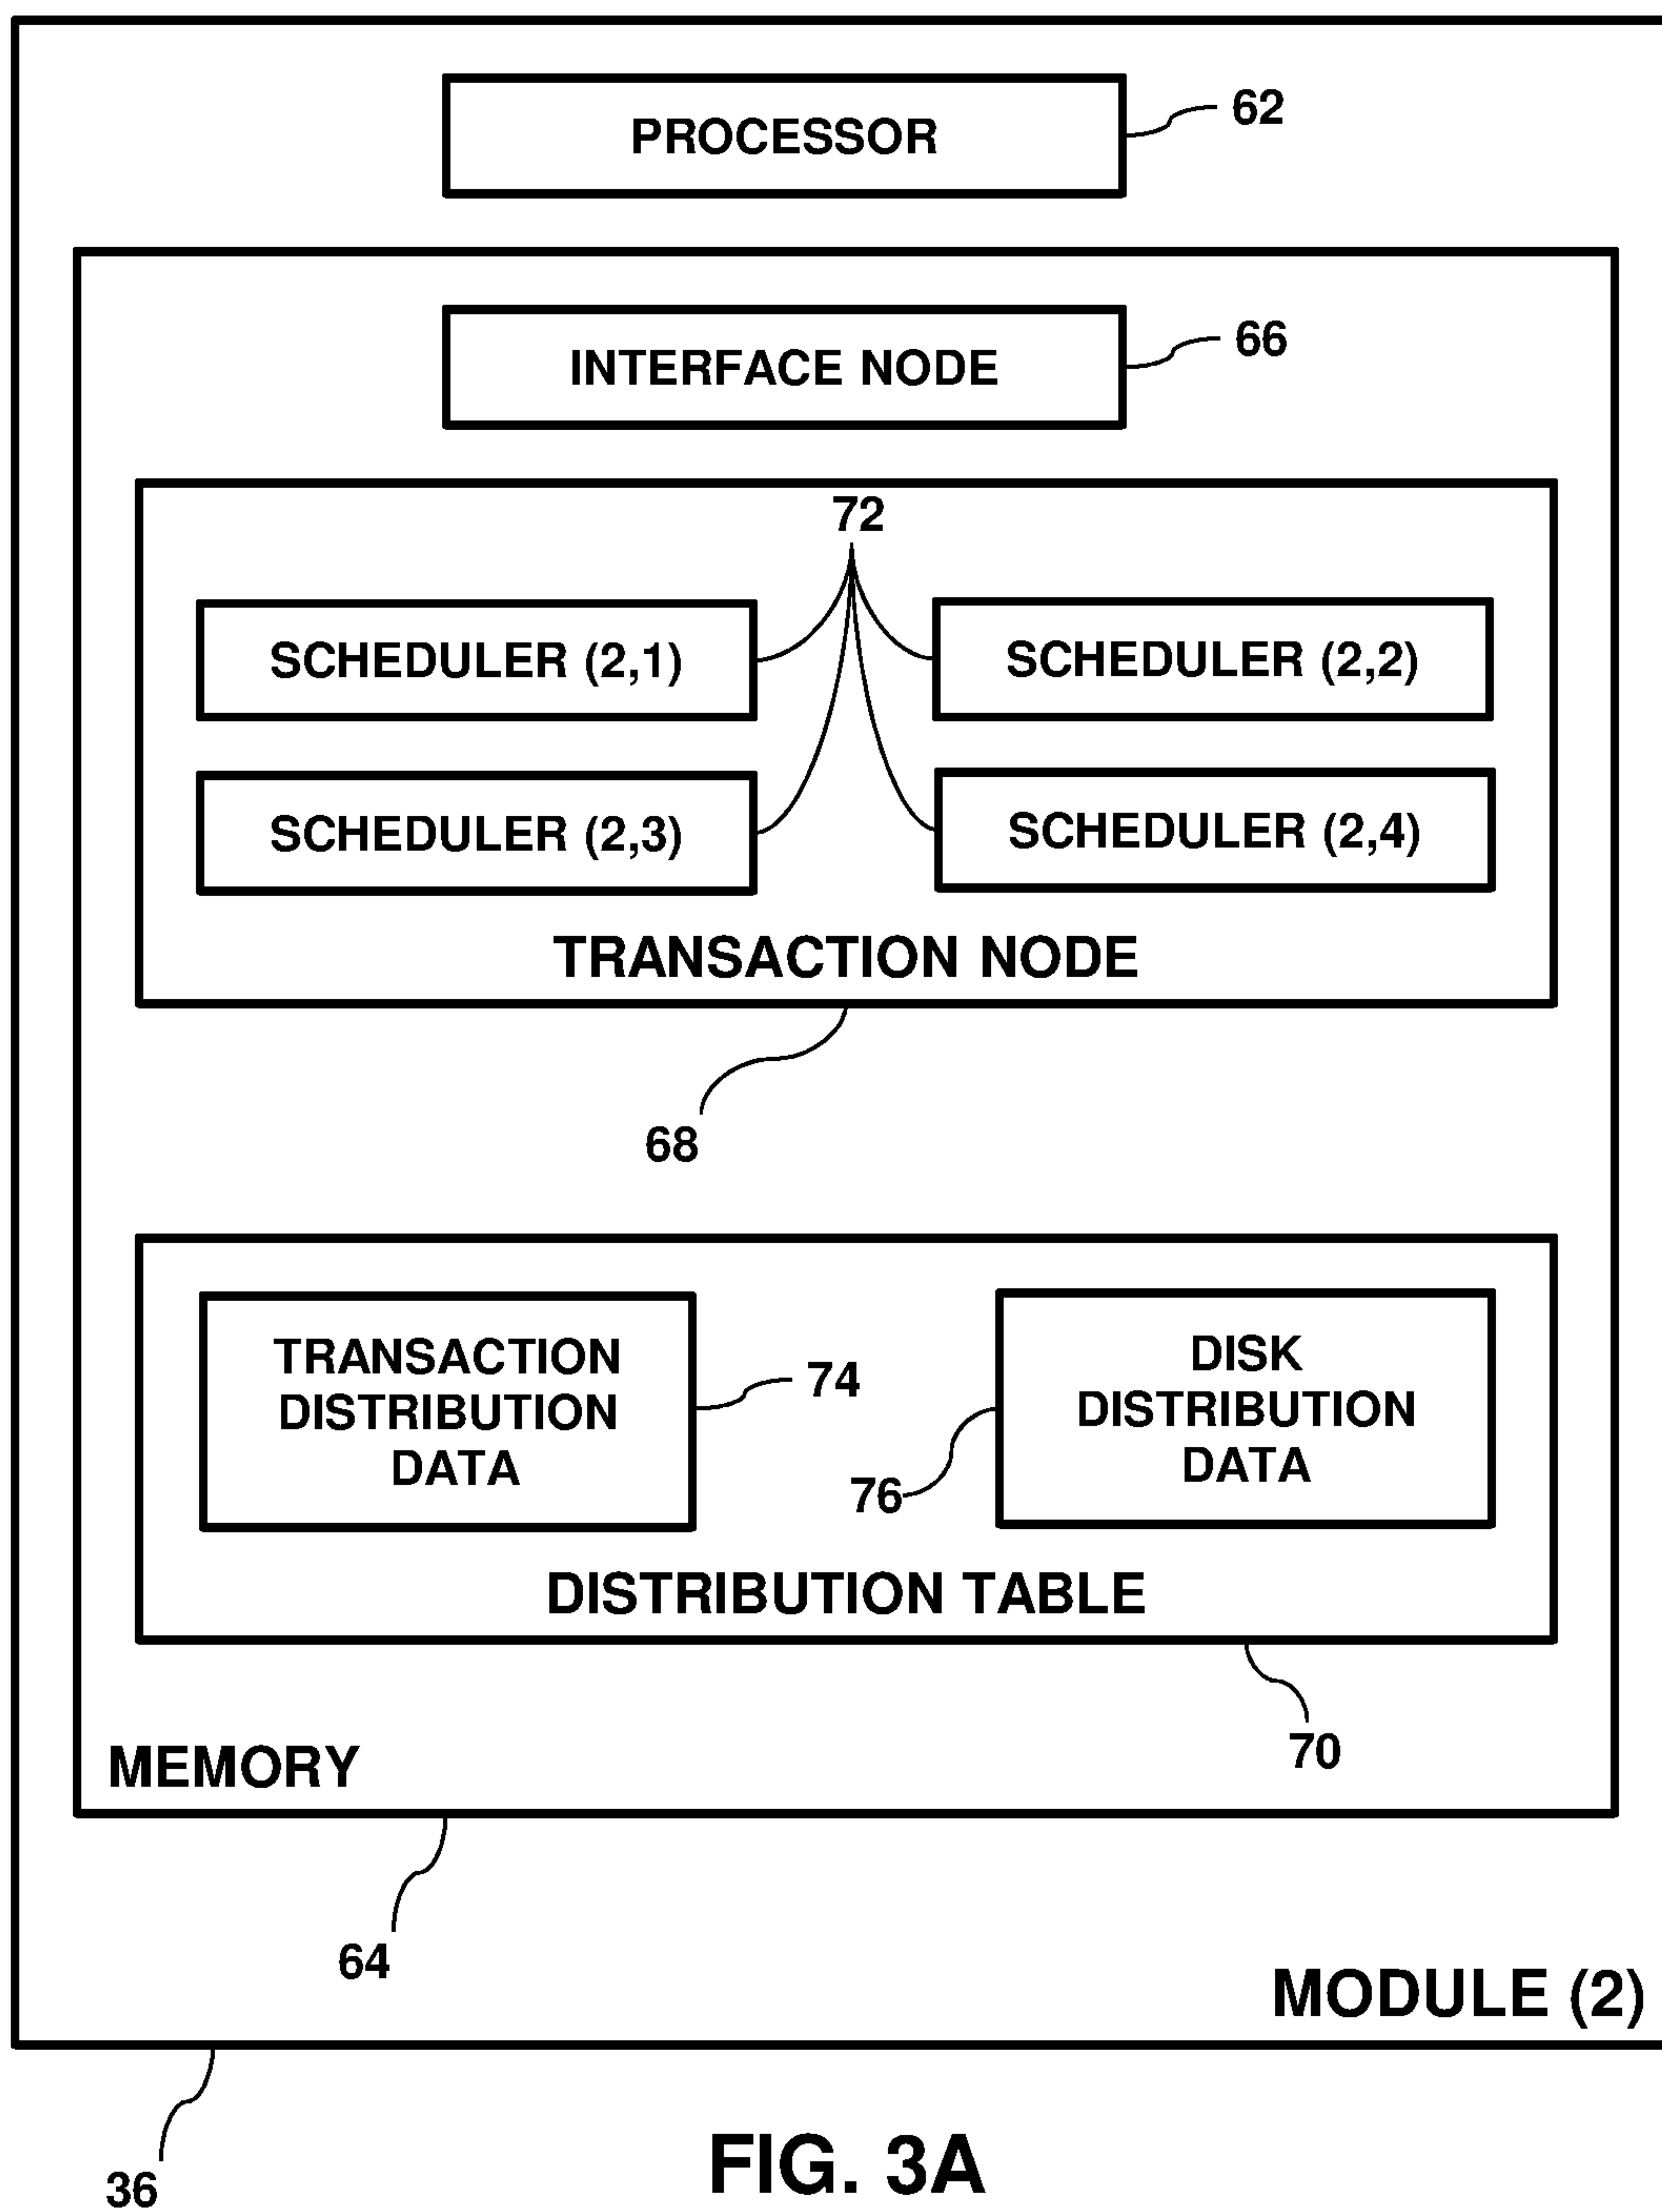 PROCESSOR
62
INTERFACE NODE
66
72
SCHEDULER (2,1)
SCHEDULER (2,2)
SCHEDULER (2,3)
SCHEDULER (2,4)
TRANSACTION NODE
68
TRANSACTION
DISTRIBUTION
DATA
74
DISK
DISTRIBUTION
DATA
76
DISTRIBUTION TABLE
70
MEMORY
64
MODULE (2)
36
FIG. 3A